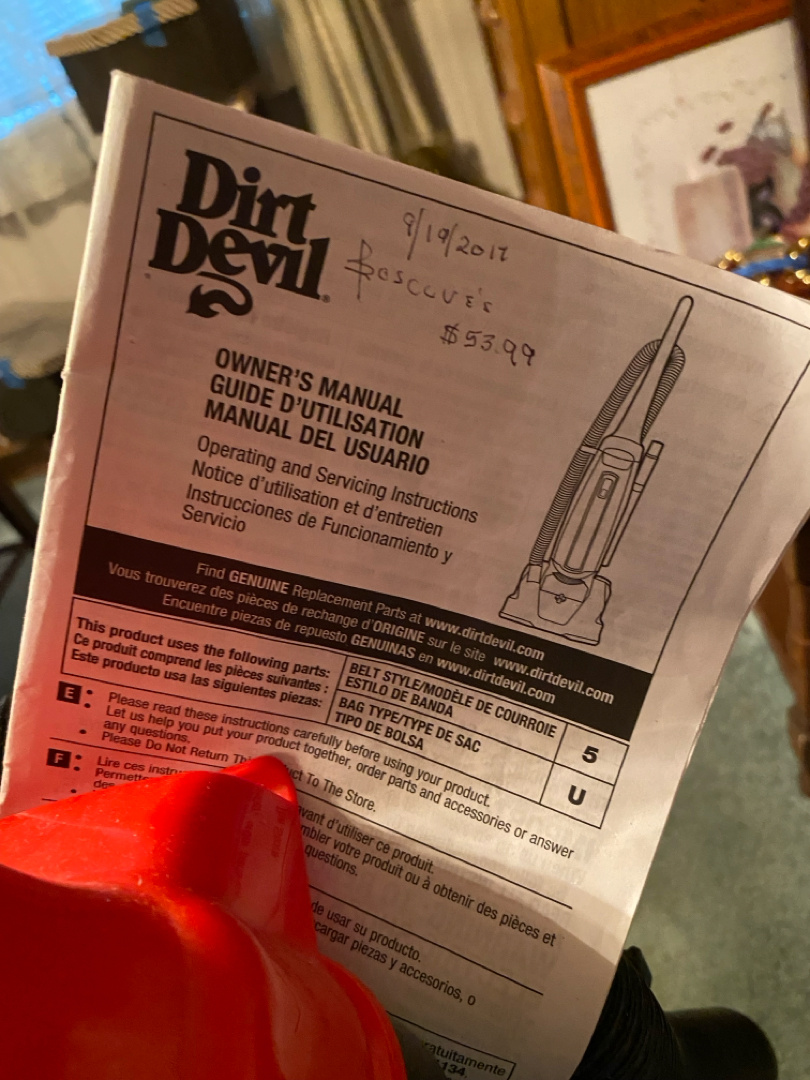 Dirt
Devil
9/19/2017
Boscov's
$53.99
OWNER'S MANUAL
GUIDE D'UTILISATION
MANUAL DEL USUARIO
Operating and Servicing Instructions
Notice d'utilisation et d'entretien
Instrucciones de Funcionamiento y
Servicio
Find GENUINE Replacement Parts at www.dirtdevil.com
Vous trouverez des pièces de rechange d'ORIGINE sur le site www.dirtdevil.com
Encuentre piezas de repuesto GENUINAS en www.dirtdevil.com
This product uses the following parts:
Ce produit comprend les pièces suivantes :
Este producto usa las siguientes piezas:
BELT STYLE/MODÈLE DE COURROIE
ESTILO DE BANDA
5
BAG TYPE/TYPE DE SAC
TIPO DE BOLSA
U
E : Please read these instructions carefully before using your product.
Let us help you put your product together, order parts and accessories or answer
any questions.
• Please Do Not Return This To The Store.
F : Lire ces avant d'utiliser ce produit.
votre produit ou à obtenir des pièces et
questions.
de usar su producto.
piezas y accesorios, o
134